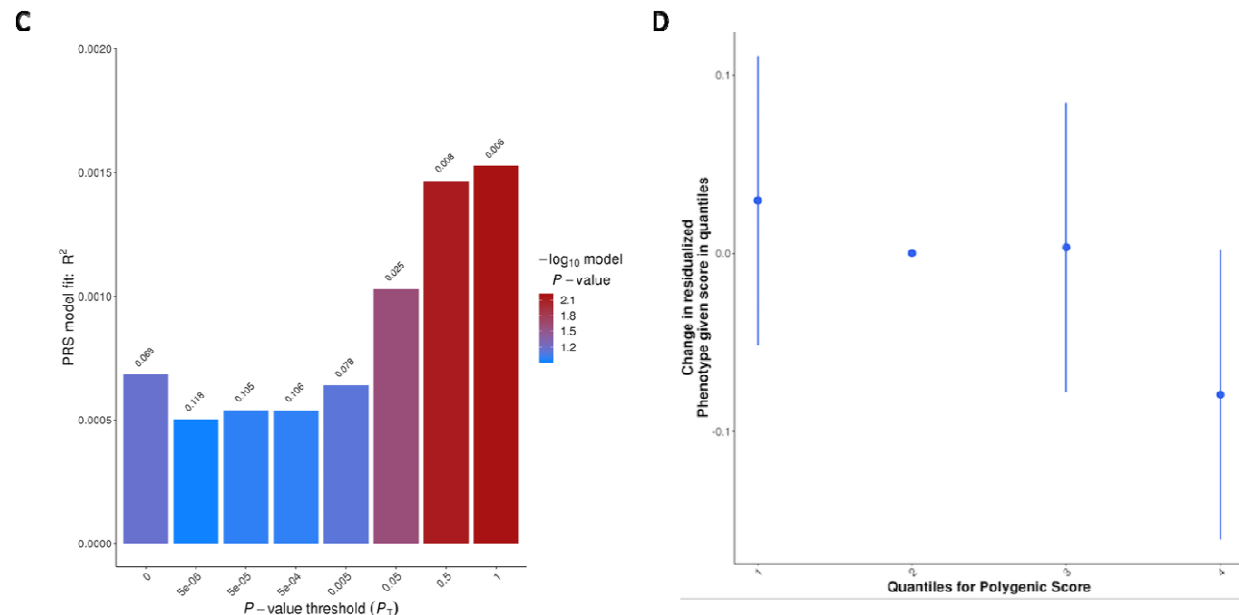 C
0.0020
0.0015
0.0010
0.0005
0.0000
PRS model fit: R²
0.069
0.118
0.105
0.106
0.079
0.025
0.008
0.006
0
5e-06
5e-05
5e-04
0.005
0.05
0.5
1
P – value threshold (P_T)
–log₁₀ model
P – value
2.1
1.8
1.5
1.2
D
0.1
0.0
-0.1
Change in residualized
Phenotype given score in quantiles
1
2
3
4
Quantiles for Polygenic Score